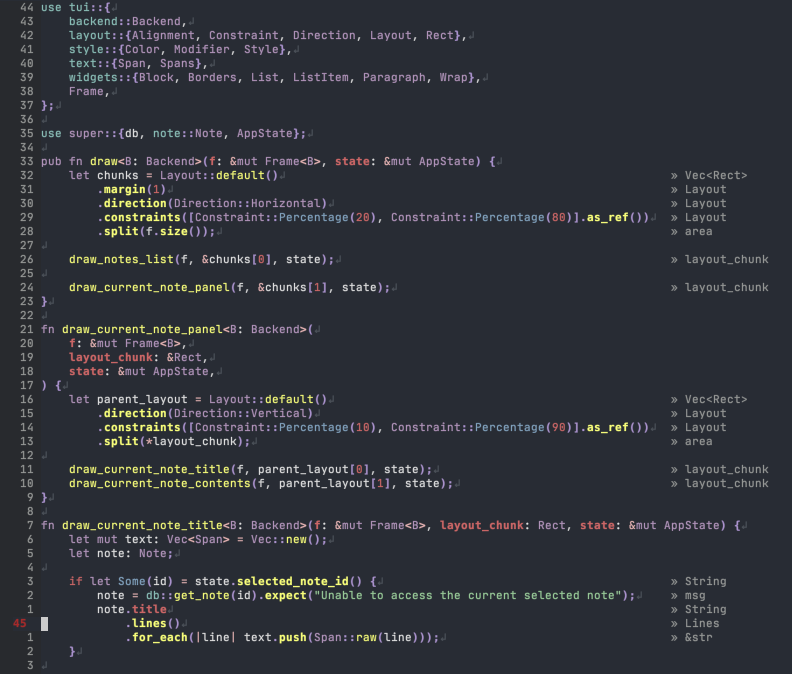 44 use tui::{↲
43     backend::Backend,↲
42     layout::{Alignment, Constraint, Direction, Layout, Rect},↲
41     style::{Color, Modifier, Style},↲
40     text::{Span, Spans},↲
39     widgets::{Block, Borders, List, ListItem, Paragraph, Wrap},↲
38     Frame,↲
37 };↲
36 ↲
35 use super::{db, note::Note, AppState};↲
34 ↲
33 pub fn draw<B: Backend>(f: &mut Frame<B>, state: &mut AppState) {↲
32     let chunks = Layout::default()↲ » Vec<Rect>
31         .margin(1)↲ » Layout
30         .direction(Direction::Horizontal)↲ » Layout
29         .constraints([Constraint::Percentage(20), Constraint::Percentage(80)].as_ref())↲ » Layout
28         .split(f.size());↲ » area
27 ↲
26     draw_notes_list(f, &chunks[0], state);↲ » layout_chunk
25 ↲
24     draw_current_note_panel(f, &chunks[1], state);↲ » layout_chunk
23 }↲
22 ↲
21 fn draw_current_note_panel<B: Backend>(↲
20     f: &mut Frame<B>,↲
19     layout_chunk: &Rect,↲
18     state: &mut AppState,↲
17 ) {↲
16     let parent_layout = Layout::default()↲ » Vec<Rect>
15         .direction(Direction::Vertical)↲ » Layout
14         .constraints([Constraint::Percentage(10), Constraint::Percentage(90)].as_ref())↲ » Layout
13         .split(*layout_chunk);↲ » area
12 ↲
11     draw_current_note_title(f, parent_layout[0], state);↲ » layout_chunk
10     draw_current_note_contents(f, parent_layout[1], state);↲ » layout_chunk
9 }↲
8 ↲
7 fn draw_current_note_title<B: Backend>(f: &mut Frame<B>, layout_chunk: Rect, state: &mut AppState) {↲
6     let mut text: Vec<Span> = Vec::new();↲
5     let note: Note;↲
4 ↲
3     if let Some(id) = state.selected_note_id() {↲ » String
2         note = db::get_note(id).expect("Unable to access the current selected note");↲ » msg
1         note.title↲ » String
45             .lines()↲ » Lines
1             .for_each(|line| text.push(Span::raw(line)));↲ » &str
2     }↲
3 ↲